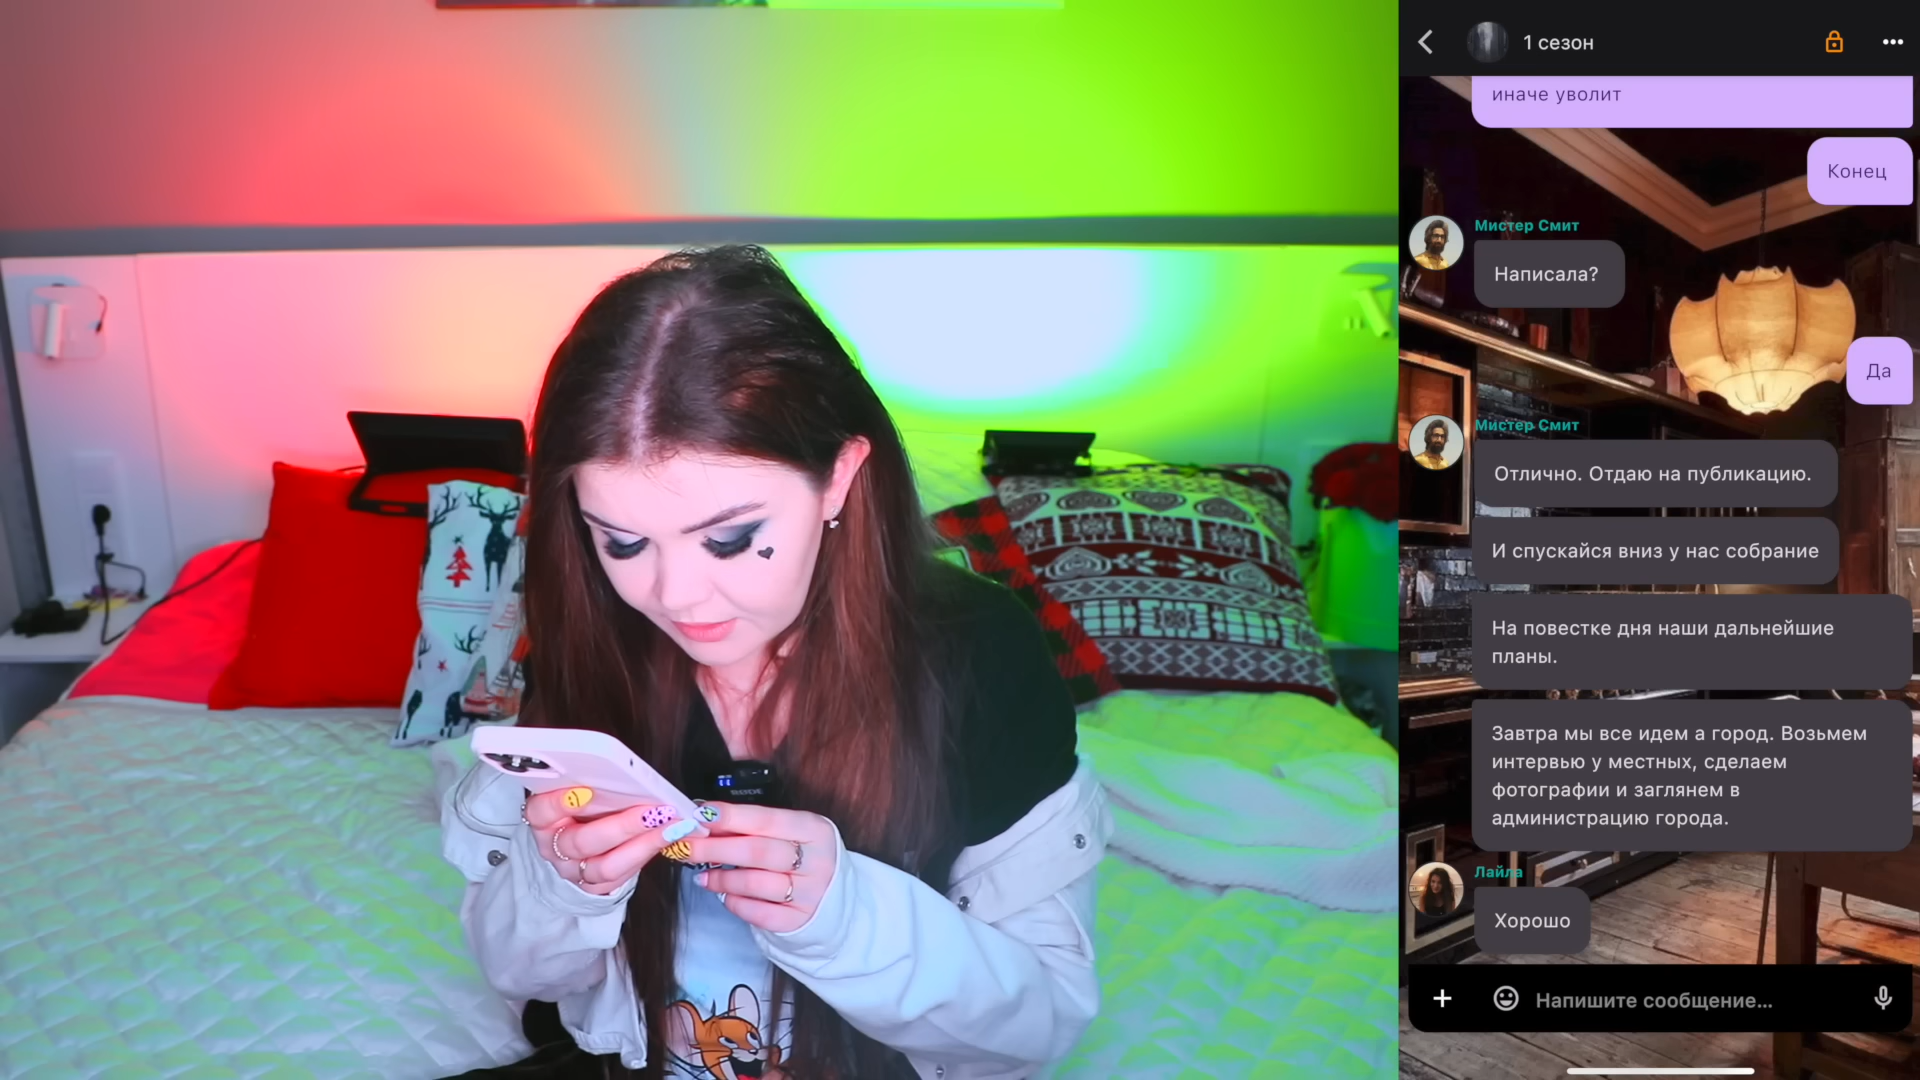 1 сезон
иначе уволит
Конец
Мистер Смит
Написала?
Да
Мистер Смит
Отлично. Отдаю на публикацию.
И спускайся вниз у нас собрание
На повестке дня наши дальнейшие
планы.
Завтра мы все идем а город. Возьмем
интервью у местных, сделаем
фотографии и заглянем в
администрацию города.
Лайла
Хорошо
Напишите сообщение...
RODE